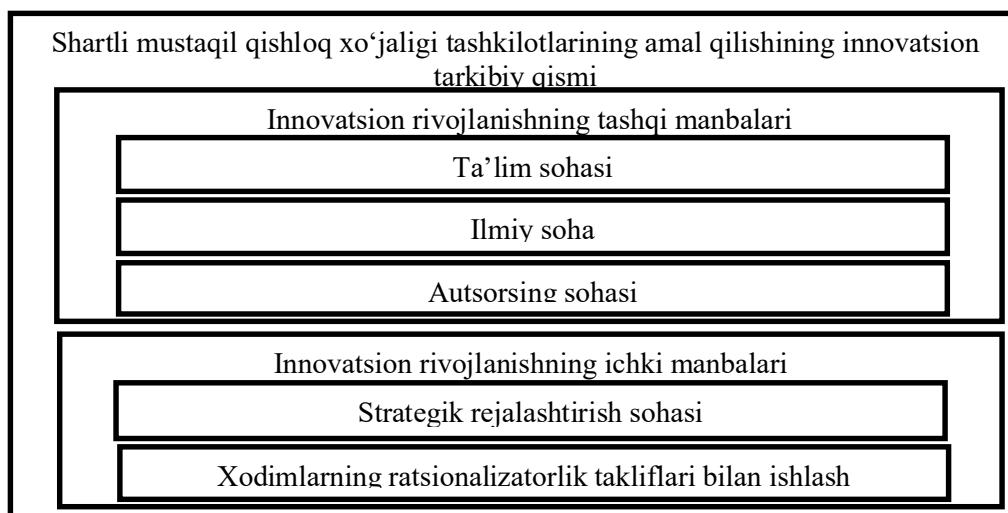 Shartli mustaqil qishloq xo‘jaligi tashkilotlarining amal qilishining innovatsion
tarkibiy qismi
Innovatsion rivojlanishning tashqi manbalari
Ta’lim sohasi
Ilmiy soha
Autsorsing sohasi
Innovatsion rivojlanishning ichki manbalari
Strategik rejalashtirish sohasi
Xodimlarning ratsionalizatorlik takliflari bilan ishlash